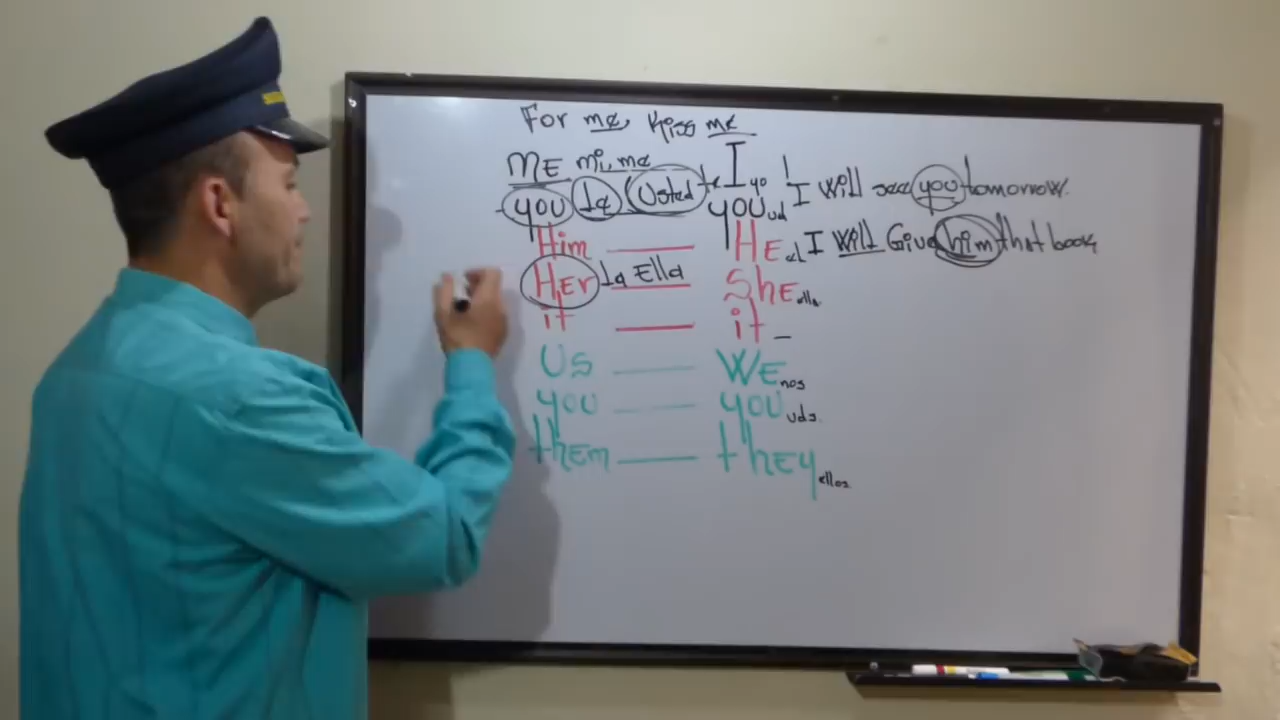 For me, Kiss me
ME mi, me I yo
I Will see you tomorrow.
you le (Usted te you ud
Him HE el
I Will Give him that book
HEr la Ella ShE ella
it it
US WE nos
you you uds.
thEm thEy ellos